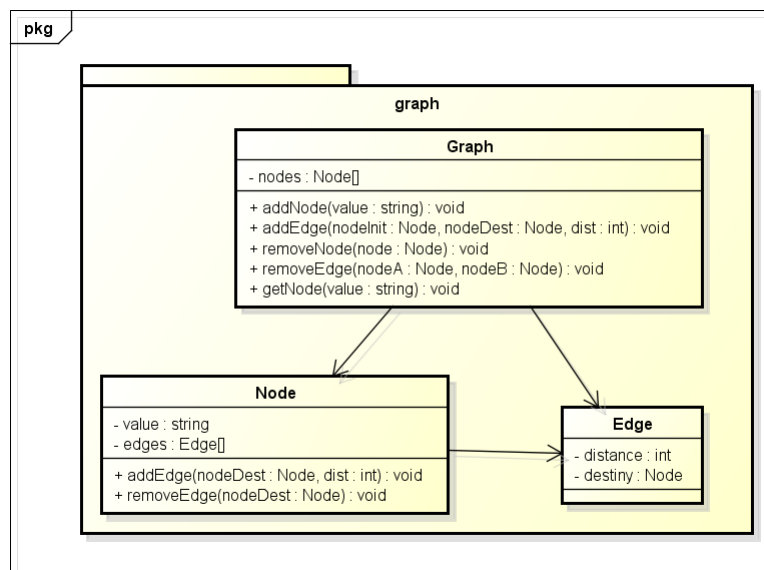 pkg
graph
Graph
- nodes : Node[]
+ addNode(value : string) : void
+ addEdge(nodeInit : Node, nodeDest : Node, dist : int) : void
+ removeNode(node : Node) : void
+ removeEdge(nodeA : Node, nodeB : Node) : void
+ getNode(value : string) : void
Node
- value : string
- edges : Edge[]
+ addEdge(nodeDest : Node, dist : int) : void
+ removeEdge(nodeDest : Node) : void
Edge
- distance : int
- destiny : Node